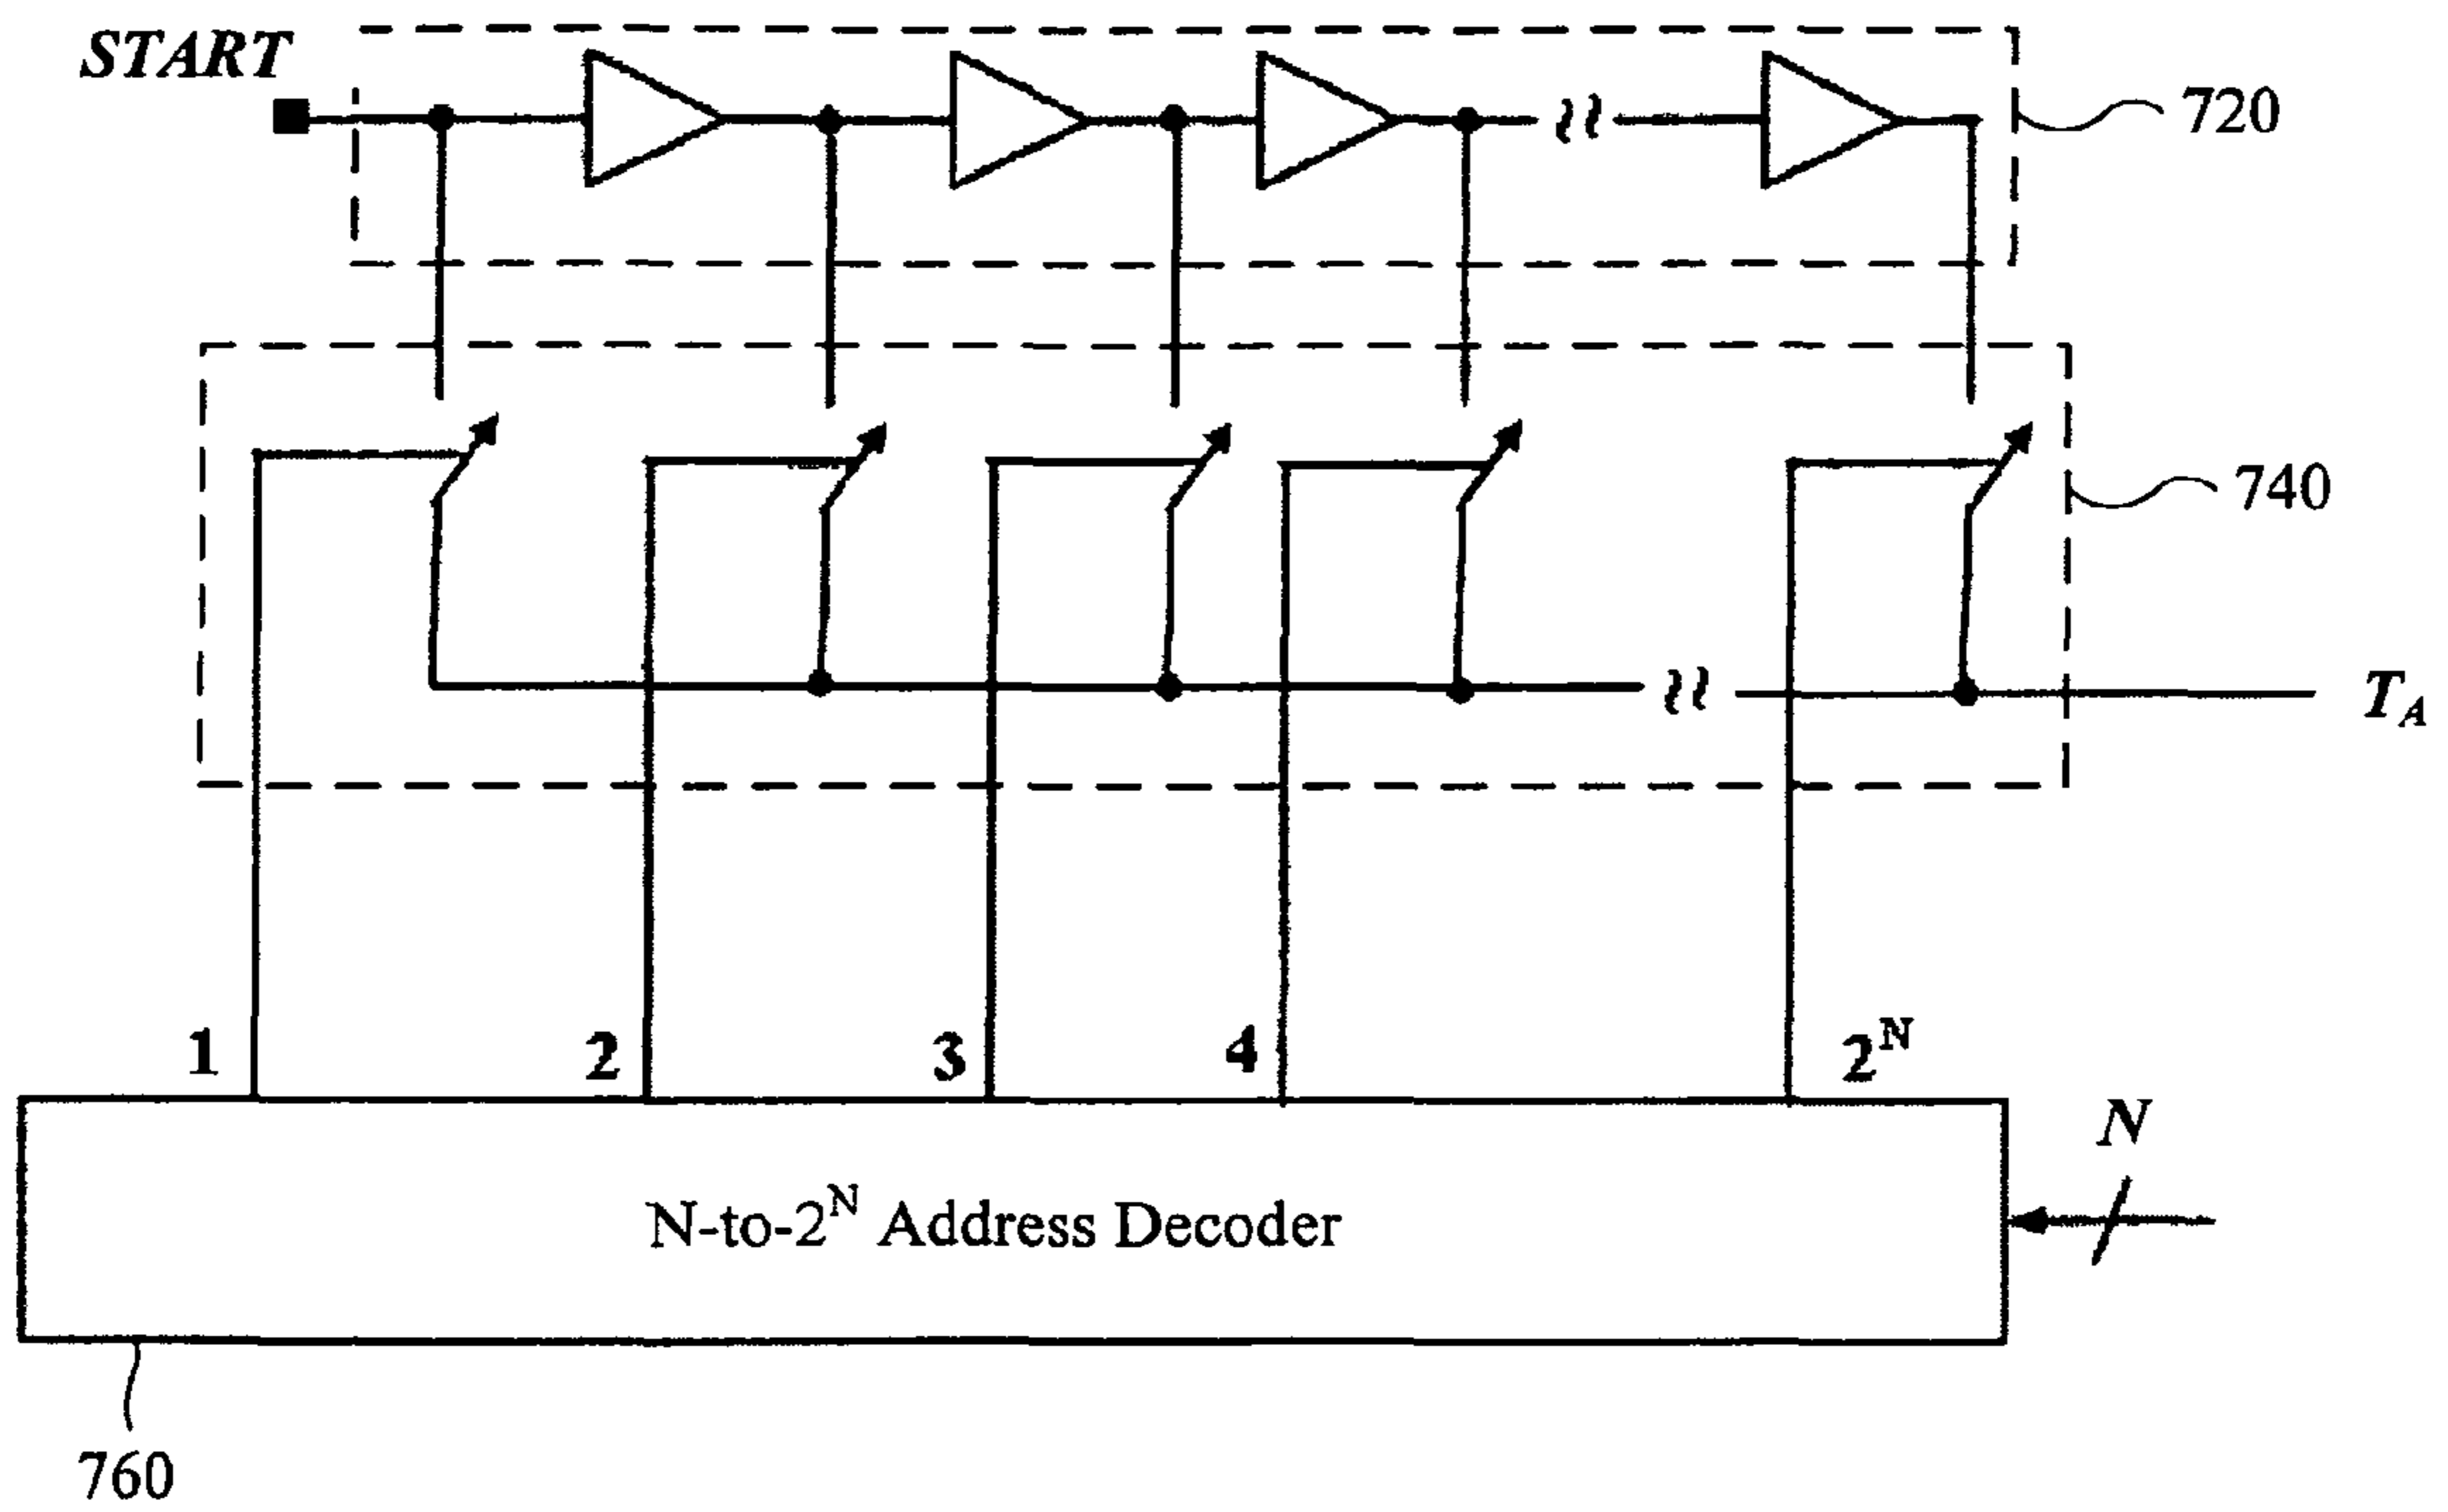 START
720
740
T_A
1 2 3 4 2^N
N
N-to-2^N Address Decoder
760